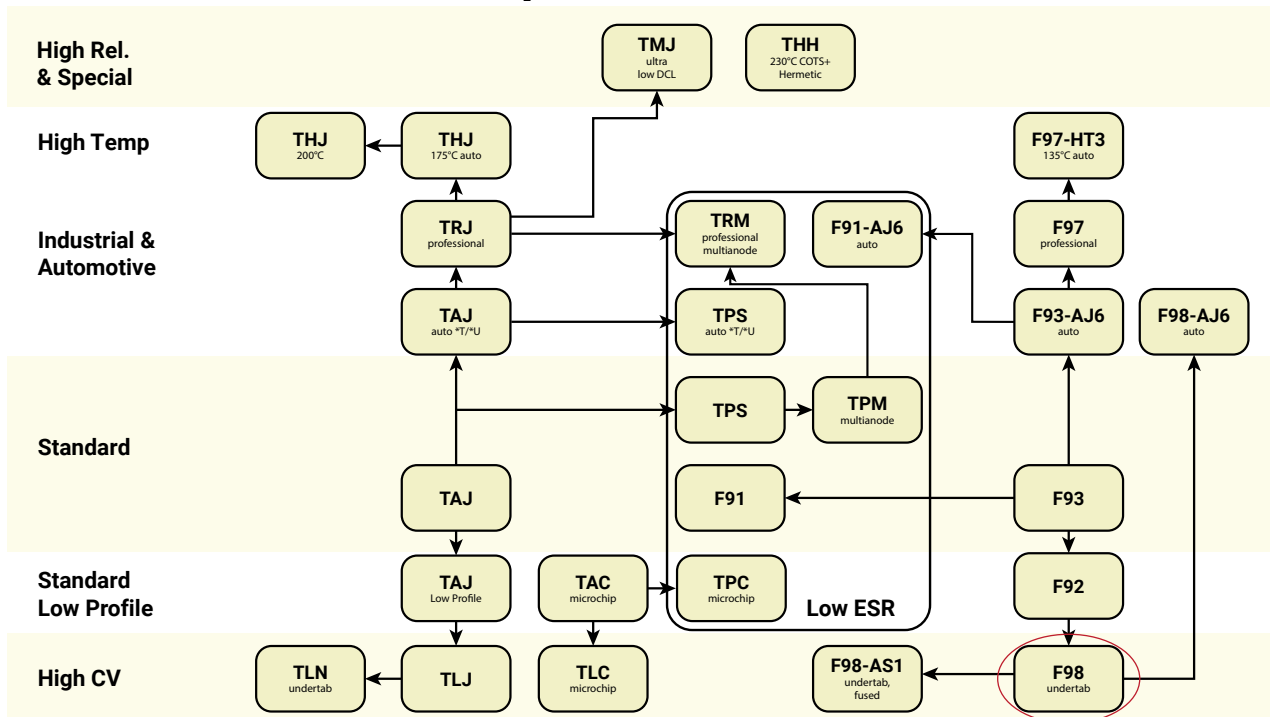 High Rel.
& Special
TMJ
ultra
low DCL
THH
230°C COTS+
Hermetic
High Temp
THJ
200°C
THJ
175°C auto
F97-HT3
135°C auto
Industrial &
Automotive
TRJ
professional
TRM
professional
multianode
F91-AJ6
auto
F97
professional
TAJ
auto *T/*U
TPS
auto *T/*U
F93-AJ6
auto
F98-AJ6
auto
Standard
TPS
TPM
multianode
TAJ
F91
F93
Standard
Low Profile
TAJ
Low Profile
TAC
microchip
TPC
microchip
Low ESR
F92
High CV
TLN
undertab
TLJ
TLC
microchip
F98-AS1
undertab,
fused
F98
undertab